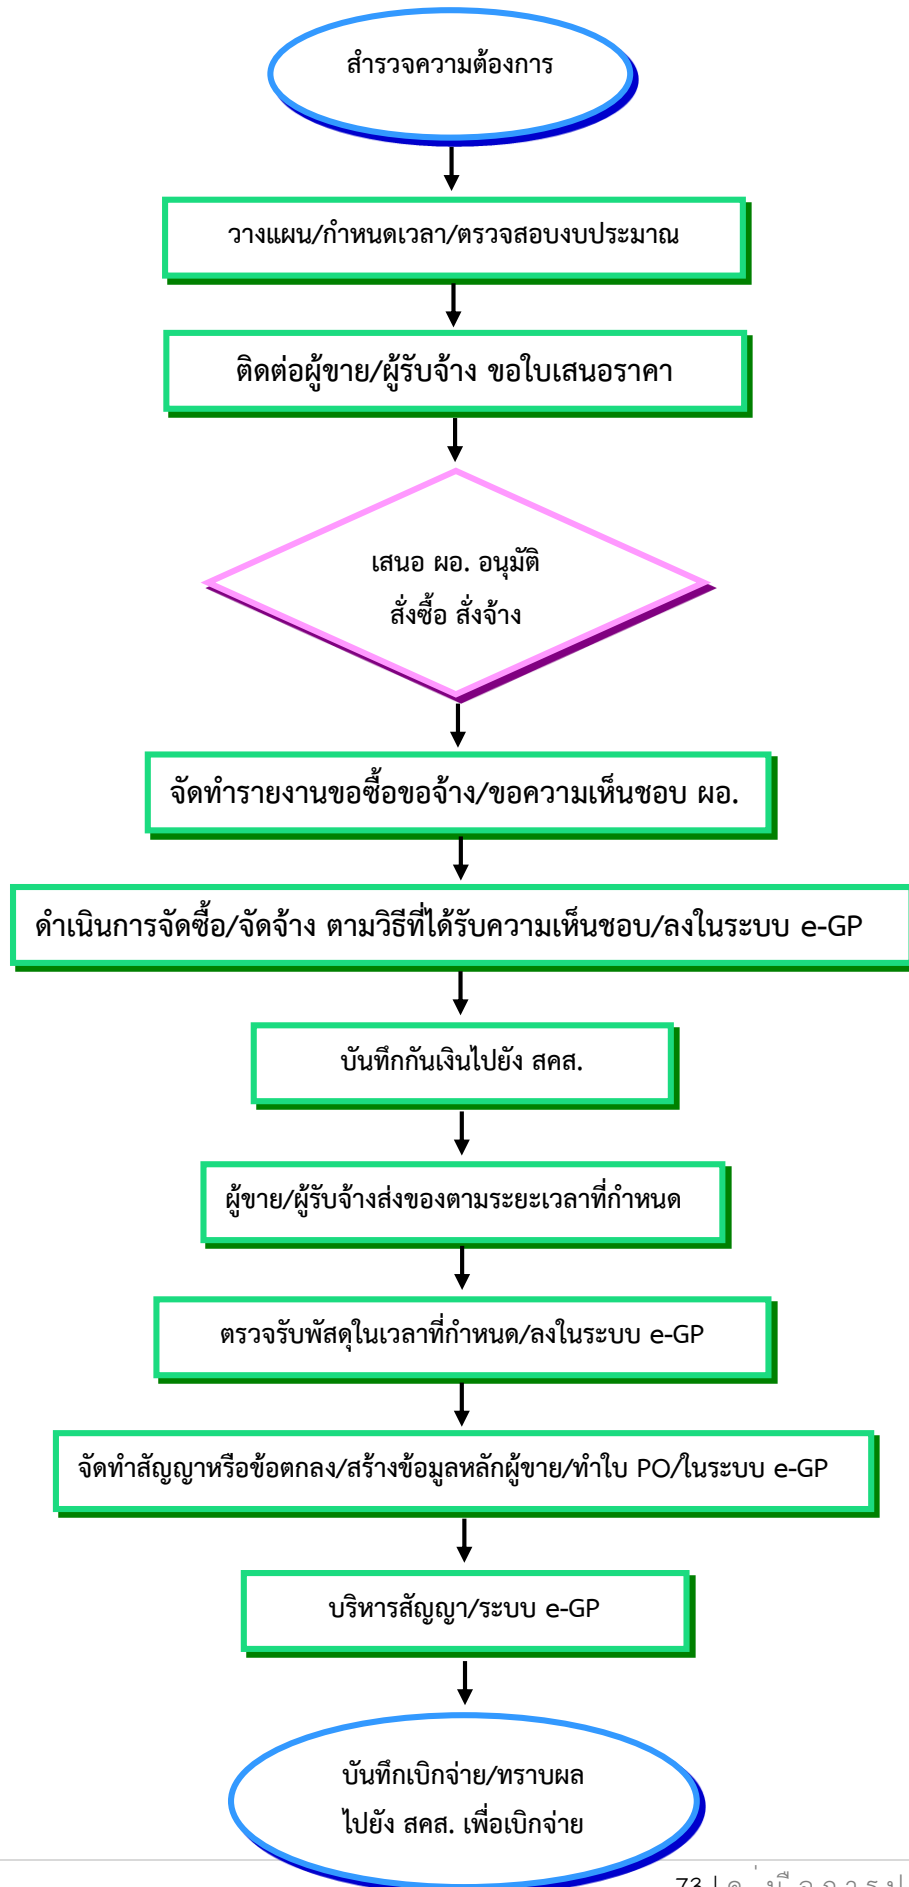 สำรวจความต้องการ
วางแผน/กำหนดเวลา/ตรวจสอบงบประมาณ
ติดต่อผู้ขาย/ผู้รับจ้าง ขอใบเสนอราคา
เสนอ ผอ. อนุมัติ
สั่งซื้อ สั่งจ้าง
จัดทำรายงานขอซื้อขอจ้าง/ขอความเห็นชอบ ผอ.
ดำเนินการจัดซื้อ/จัดจ้าง ตามวิธีที่ได้รับความเห็นชอบ/ลงในระบบ e-GP
บันทึกกันเงินไปยัง สคส.
ผู้ขาย/ผู้รับจ้างส่งของตามระยะเวลาที่กำหนด
ตรวจรับพัสดุในเวลาที่กำหนด/ลงในระบบ e-GP
จัดทำสัญญาหรือข้อตกลง/สร้างข้อมูลหลักผู้ขาย/ทำใบ PO/ในระบบ e-GP
บริหารสัญญา/ระบบ e-GP
บันทึกเบิกจ่าย/ทราบผล
ไปยัง สคส. เพื่อเบิกจ่าย
73 |